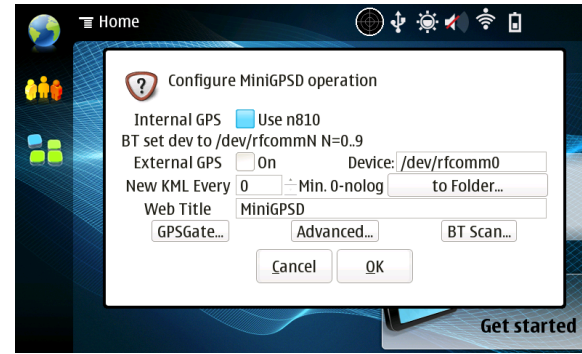 Home
Configure MiniGPSD operation
Internal GPS Use n810
BT set dev to /dev/rfcommN N=0..9
External GPS On Device: /dev/rfcomm0
New KML Every 0 Min. 0-nolog to Folder...
Web Title MiniGPSD
GPSGate... Advanced... BT Scan...
Cancel OK
Get started